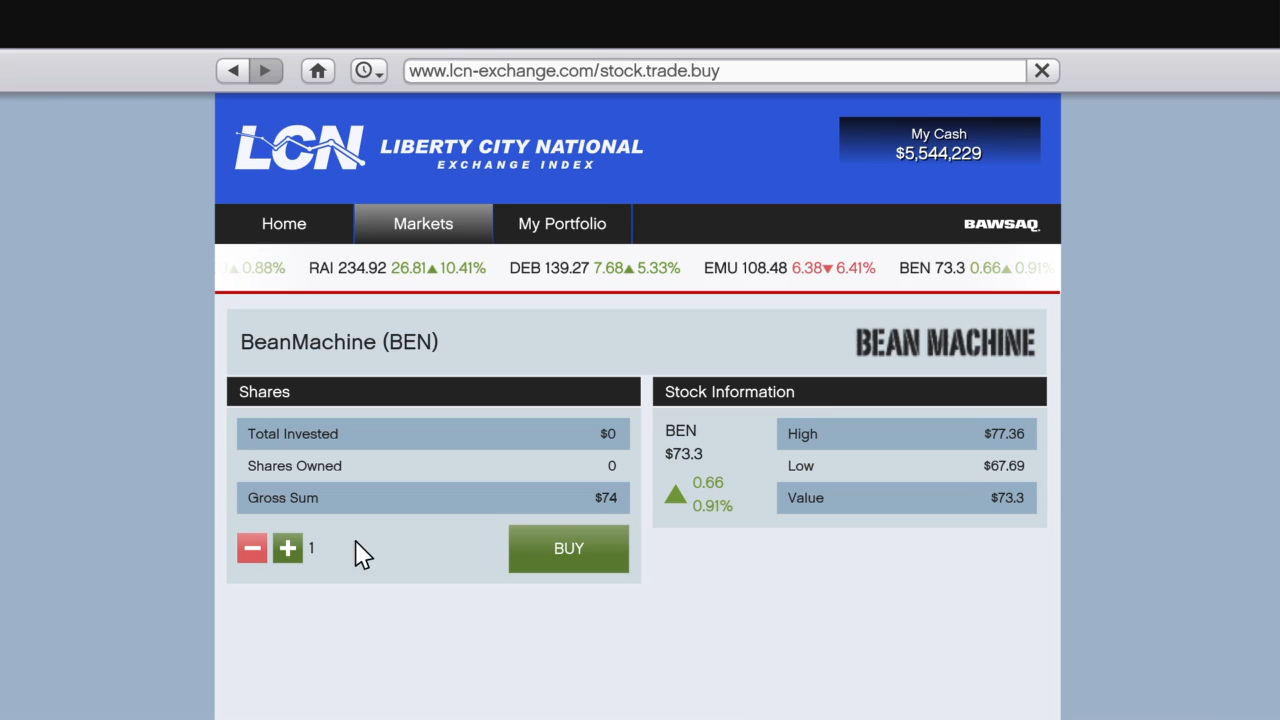 www.lcn-exchange.com/stock.trade.buy
LCN LIBERTY CITY NATIONAL
EXCHANGE INDEX
My Cash
$5,544,229
Home Markets My Portfolio BAWSAQ
0.88% RAI 234.92 26.81▲10.41% DEB 139.27 7.68▲5.33% EMU 108.48 6.38▼6.41% BEN 73.3 0.66▲0.91%
BeanMachine (BEN) BEAN MACHINE
Shares
Total Invested $0
Shares Owned 0
Gross Sum $74
1 BUY
Stock Information
BEN
$73.3
0.66
0.91%
High $77.36
Low $67.69
Value $73.3